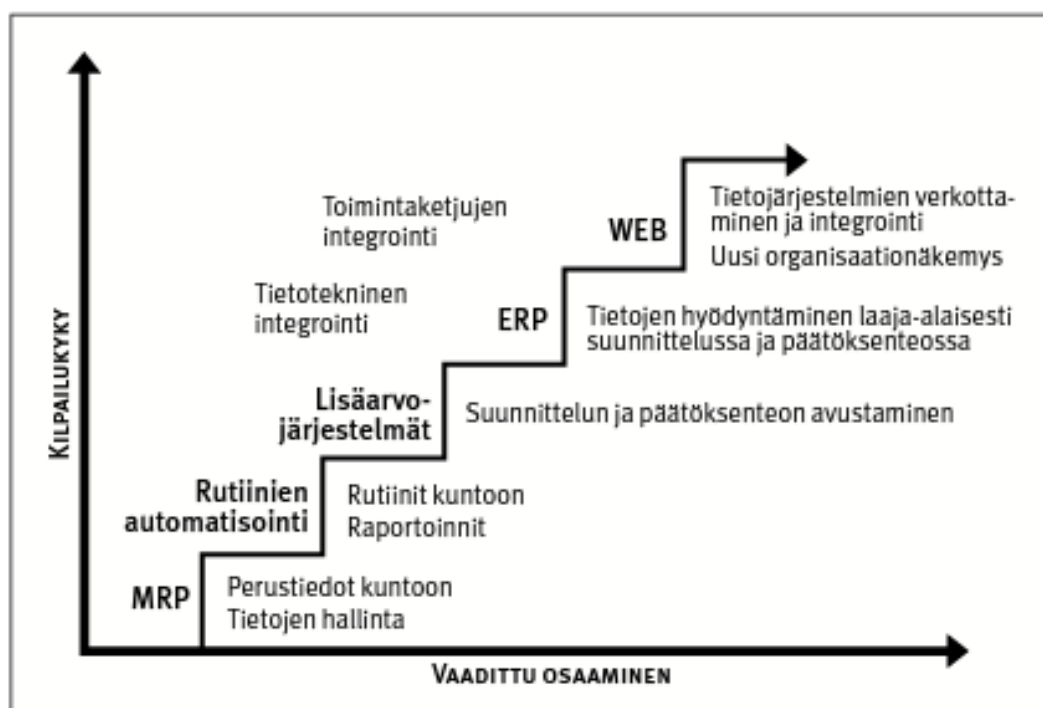 Toimintaketjujen
integrointi
WEB
Tietojärjestelmien verkotta-
minen ja integrointi
Uusi organisaationäkemys
Tietotekninen
integrointi
ERP
Tietojen hyödyntäminen laaja-alaisesti
suunnittelussa ja päätöksenteossa
Lisäarvo-
järjestelmät
Suunnittelun ja päätöksenteon avustaminen
KILPAILUKYKY
Rutiinien
automatisointi
Rutiinit kuntoon
Raportoinnit
MRP
Perustiedot kuntoon
Tietojen hallinta
VAADITTU OSAAMINEN